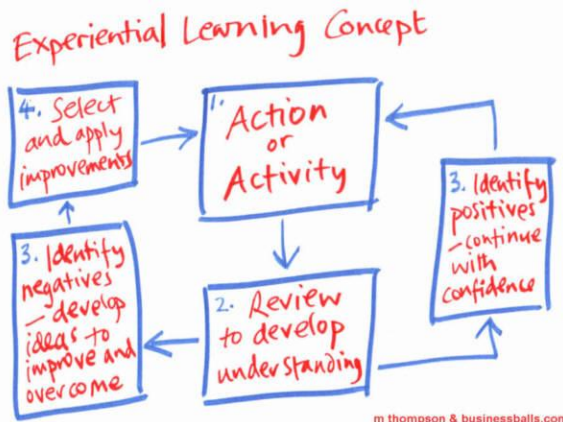 Experiential Learning Concept
1. Action
or
Activity
2. Review
to develop
understanding
3. Identify
negatives
– develop
ideas to
improve and
overcome
4. Select
and apply
improvements
3. Identify
positives
– continue
with
confidence
m thompson & businessballs.com